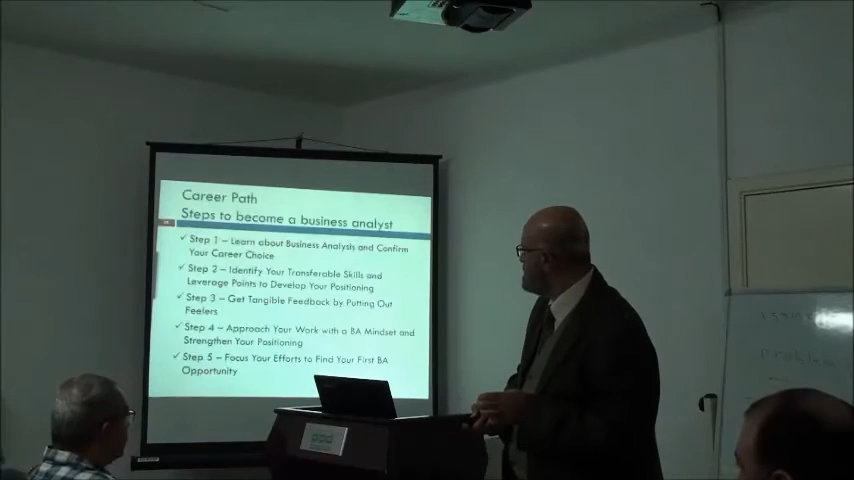 Career Path
Steps to become a business analyst
✓ Step 1 – Learn about Business Analysis and Confirm
Your Career Choice
✓ Step 2 – Identify Your Transferable Skills and
Leverage Points to Develop Your Positioning
✓ Step 3 – Get Tangible Feedback by Putting Out
Feelers
✓ Step 4 – Approaching Your Work with a BA Mindset and
Strengthen Your Positioning
✓ Step 5 – Focus Your Efforts to Find Your First BA
Opportunity